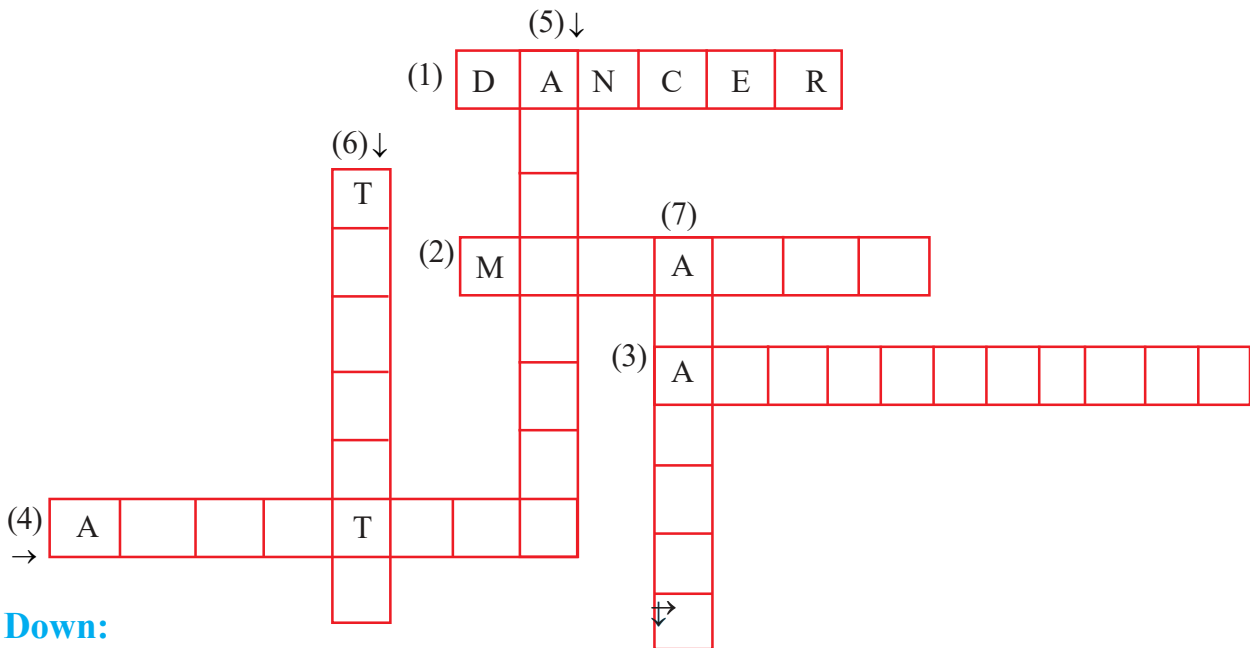 (5)↓
(1) D A N C E R
(6)↓
T
(7)
(2) M A
(3) A
(4) A T
→
↓→
Down: